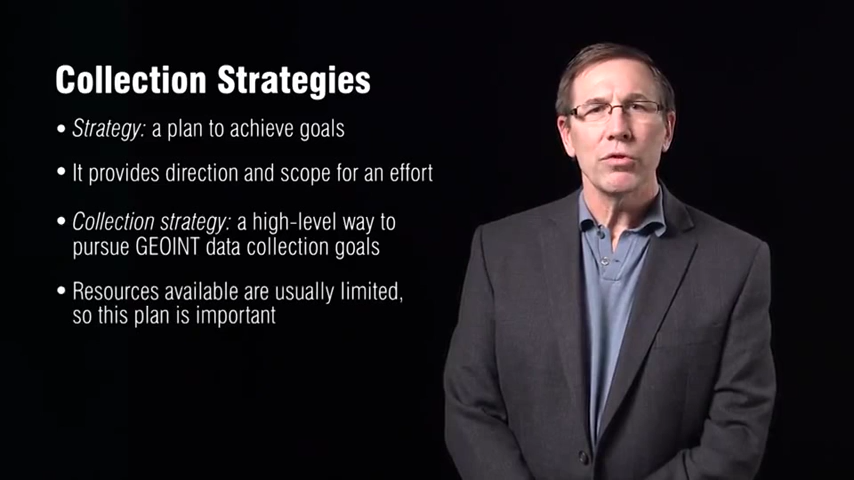 Collection Strategies
• Strategy: a plan to achieve goals
• It provides direction and scope for an effort
• Collection strategy: a high-level way to
pursue GEOINT data collection goals
• Resources available are usually limited,
so this plan is important